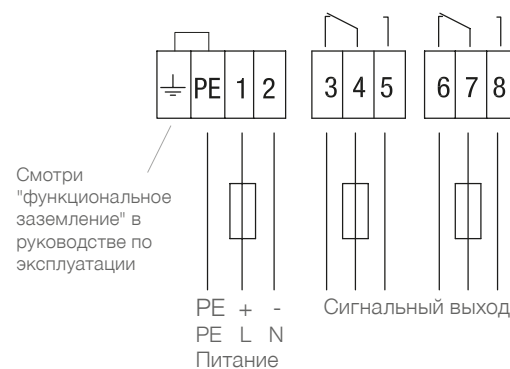 PE 1 2 3 4 5 6 7 8
Смотри
"функциональное
заземление" в
руководстве по
эксплуатации
PE + -
PE L N
Питание
Сигнальный выход